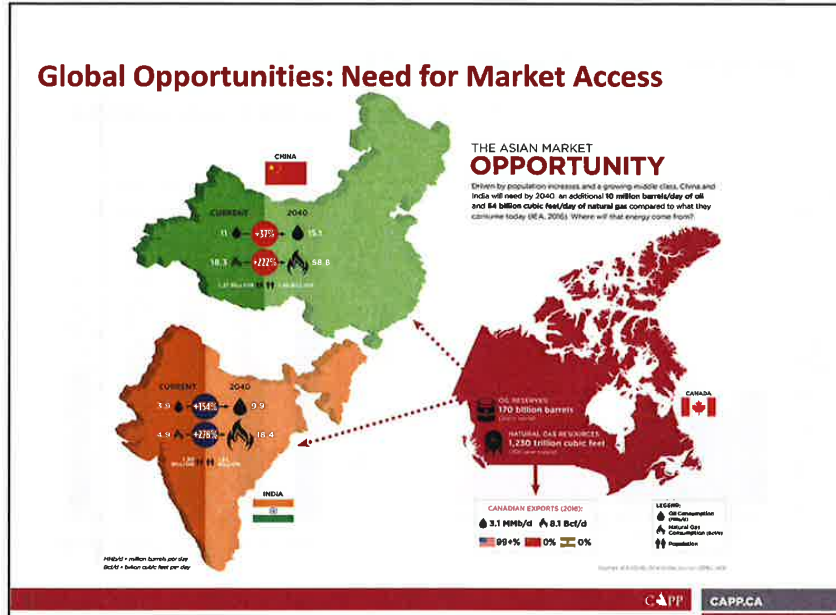 Global Opportunities: Need for Market Access
CHINA
CURRENT 2040
11 +37% 15.1
18.3 +222% 58.8
THE ASIAN MARKET
OPPORTUNITY
Driven by population increases and a growing middle class, China and
India will need by 2040, an additional 10 million barrels/day of oil
and 54 billion cubic feet/day of natural gas compared to what they
consume today (IEA, 2016). Where will that energy come from?
CURRENT 2040
3.9 +154% 9.9
4.9 +276% 18.4
INDIA
CANADA
OIL RESERVES:
170 billion barrels
NATURAL GAS RESOURCES:
1,230 trillion cubic feet
CANADIAN EXPORTS (2016):
3.1 MMb/d 8.1 Bcf/d
99+% 0% 0%
LEGEND:
Oil Consumption
(MMb/d)
Natural Gas
Consumption (Bcf/d)
Population
MMb/d = million barrels per day
Bcf/d = billion cubic feet per day
CAPP
CAPP.CA